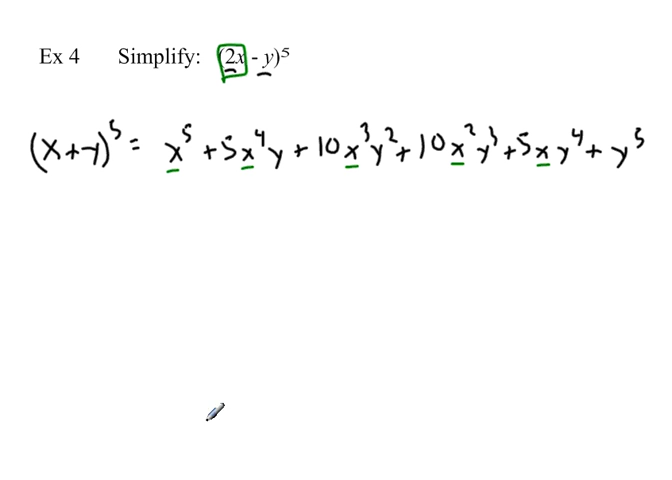 Ex 4 Simplify: (2x - y)⁵
(x+y)⁵ = x⁵ + 5x⁴y + 10x³y² + 10x²y³ + 5xy⁴ + y⁵